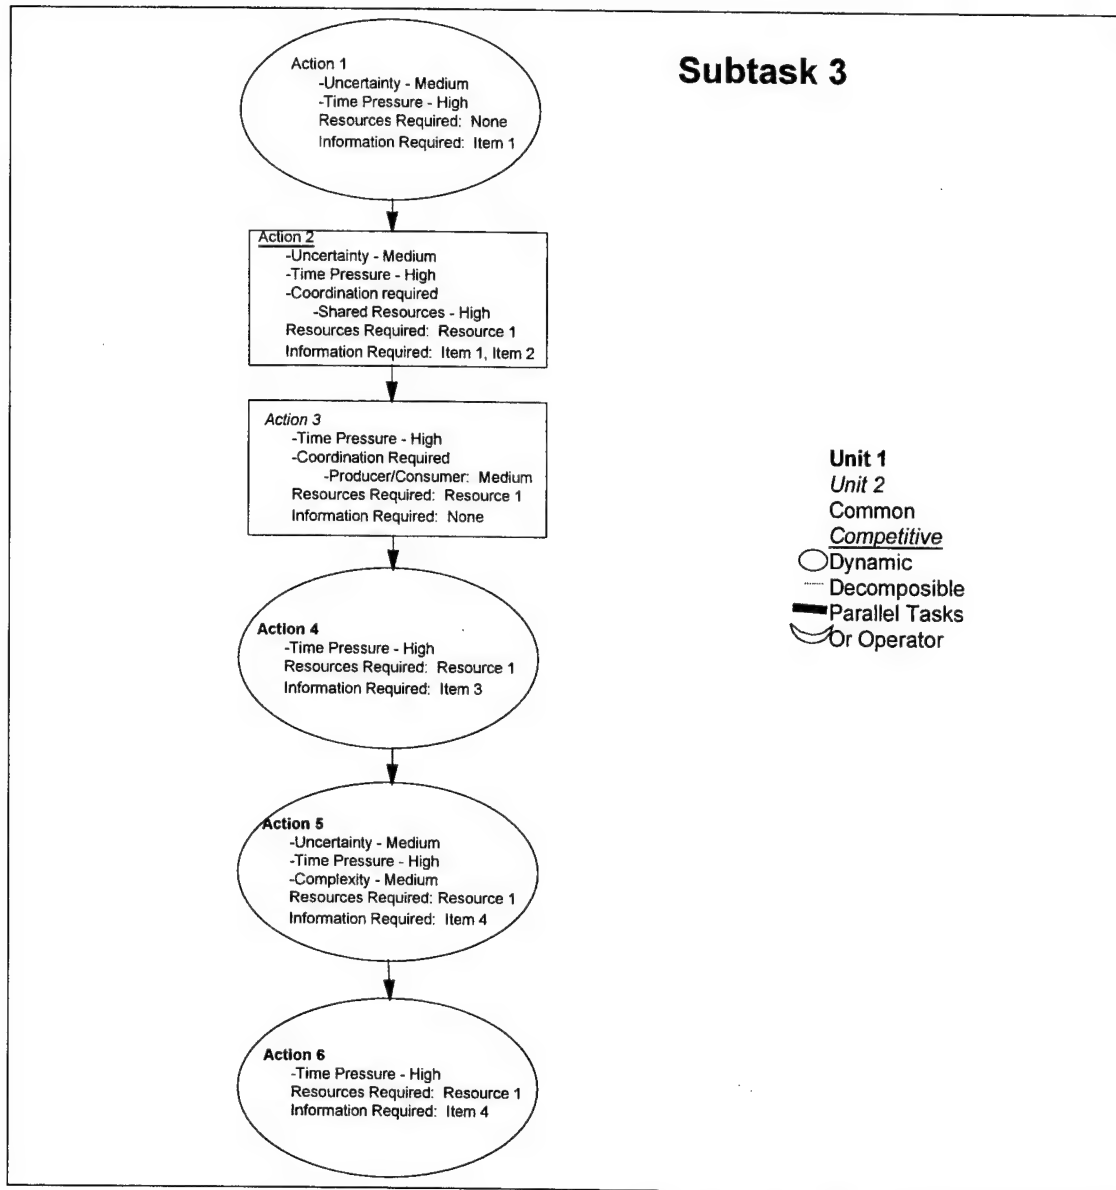 Subtask 3
Action 1
-Uncertainty - Medium
-Time Pressure - High
Resources Required: None
Information Required: Item 1
Action 2
-Uncertainty - Medium
-Time Pressure - High
-Coordination required
-Shared Resources - High
Resources Required: Resource 1
Information Required: Item 1, Item 2
Action 3
-Time Pressure - High
-Coordination Required
-Producer/Consumer: Medium
Resources Required: Resource 1
Information Required: None
Action 4
-Time Pressure - High
Resources Required: Resource 1
Information Required: Item 3
Action 5
-Uncertainty - Medium
-Time Pressure - High
-Complexity - Medium
Resources Required: Resource 1
Information Required: Item 4
Action 6
-Time Pressure - High
Resources Required: Resource 1
Information Required: Item 4
Unit 1
Unit 2
Common
Competitive
Dynamic
Decomposible
Parallel Tasks
Or Operator